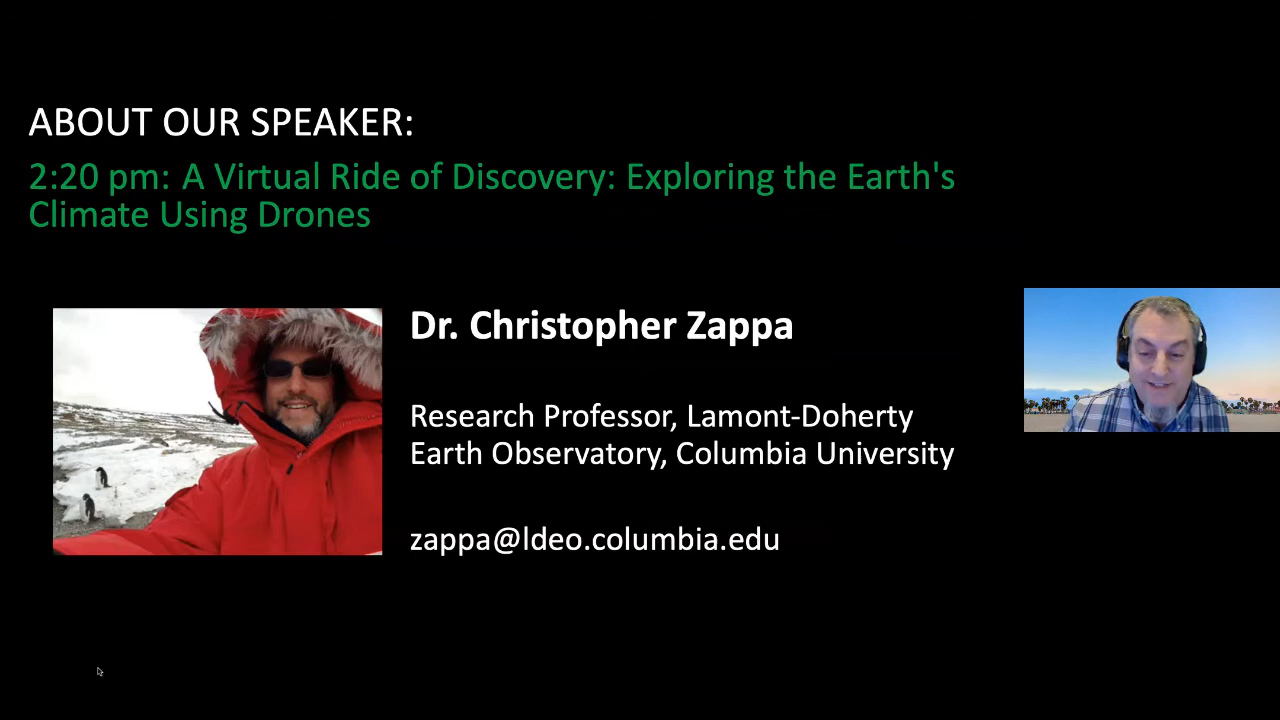 ABOUT OUR SPEAKER:
2:20 pm: A Virtual Ride of Discovery: Exploring the Earth's
Climate Using Drones
Dr. Christopher Zappa
Research Professor, Lamont-Doherty
Earth Observatory, Columbia University
zappa@ldeo.columbia.edu